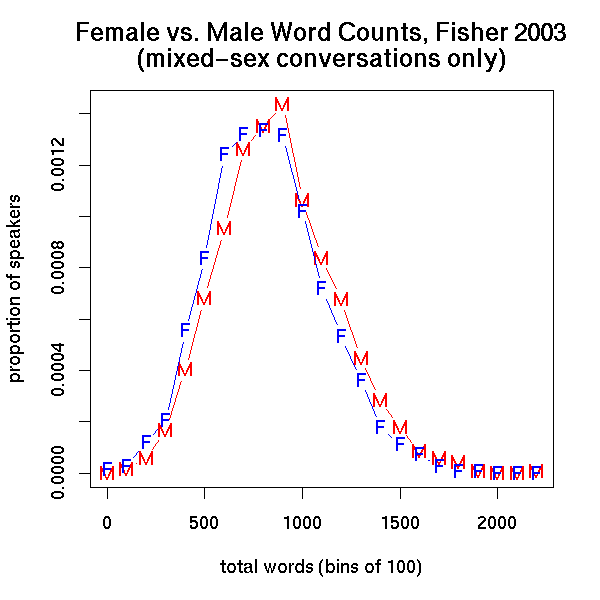 Female vs. Male Word Counts, Fisher 2003
(mixed-sex conversations only)
proportion of speakers
0.0012
0.0008
0.0004
0.0000
0 500 1000 1500 2000
total words (bins of 100)
F F F F F F F F F F F F F F F F F F F F F F F
M M M M M M M M M M M M M M M M M M M M M M M